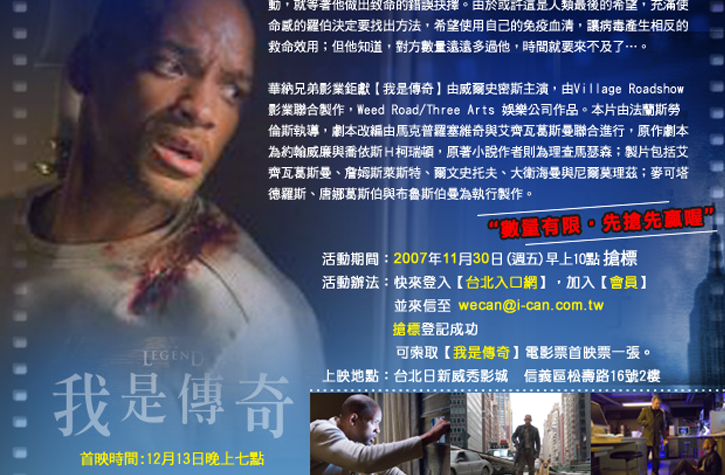 動，就等著他做出致命的錯誤抉擇。由於或許這是人類最後的希望，充滿使
命感的羅伯決定要找出方法，希望使用自己的免疫血清，讓病毒產生相反的
救命效用；但他知道，對方數量遠遠多過他，時間就要來不及了…。
華納兄弟影業鉅獻【我是傳奇】由威爾史密斯主演，由Village Roadshow
影業聯合製作，Weed Road/Three Arts 娛樂公司作品。本片由法蘭斯勞
倫斯執導，劇本改編由馬克普羅塞維奇與艾齊瓦葛斯曼聯合進行，原作劇本
為約翰威廉與喬依斯H柯瑞頓，原著小說作者則為理查馬瑟森；製片包括艾
齊瓦葛斯曼、詹姆斯萊斯特、爾文史托夫、大衛海曼與尼爾莫理茲；麥可塔
德羅斯、唐娜葛斯伯與布魯斯伯曼為執行製作。
“數量有限·先搶先贏喔”
活動期間：2007年11月30日(週五)早上10點 搶標
活動辦法：快來登入【台北入口網】，加入【會員】
並來信至 wecan@i-can.com.tw
搶標登記成功
可索取【我是傳奇】電影票首映票一張。
上映地點：台北日新威秀影城 信義區松壽路16號2樓
LEGEND
我是傳奇
首映時間:12月13日晚上七點